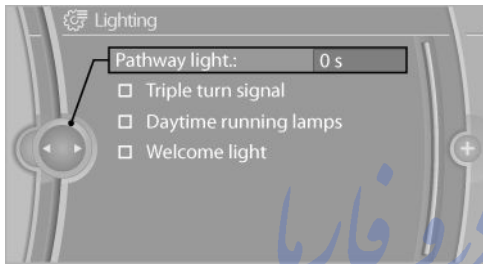 Lighting
Pathway light.: 0 s
Triple turn signal
Daytime running lamps
Welcome light